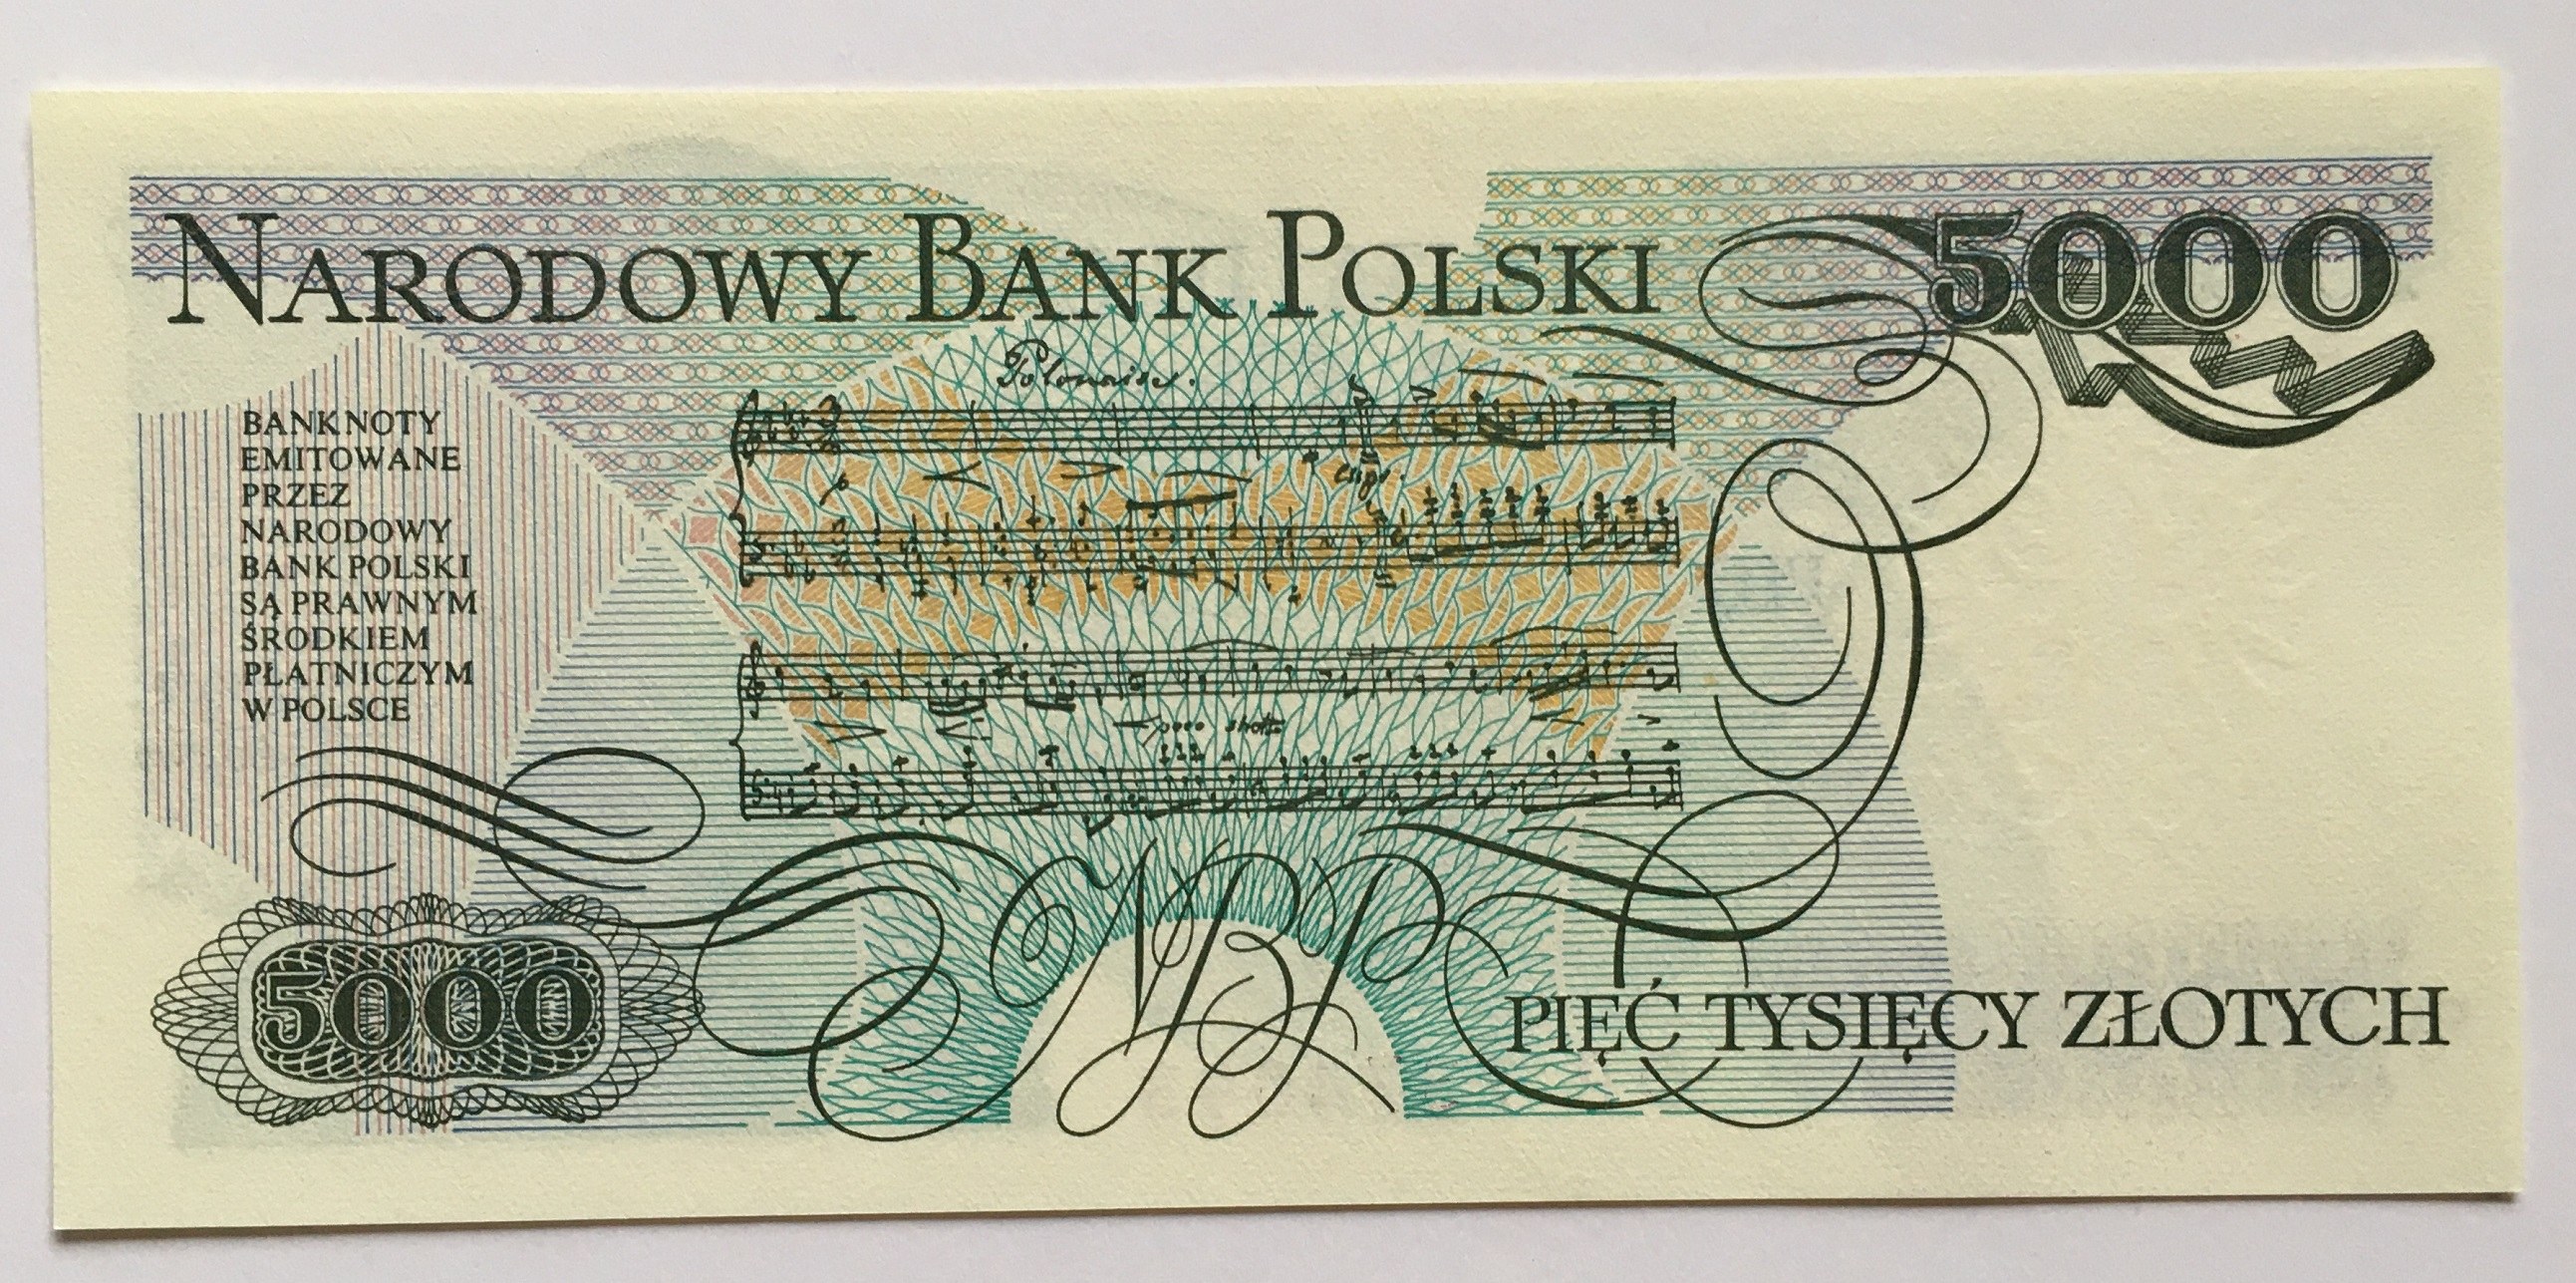 NARODOWY BANK POLSKI
5000
Polonaise.
BANKNOTY
EMITOWANE
PRZEZ
NARODOWY
BANK POLSKI
SĄ PRAWNYM
ŚRODKIEM
PŁATNICZYM
W POLSCE
NBP
5000
PIĘĆ TYSIĘCY ZŁOTYCH